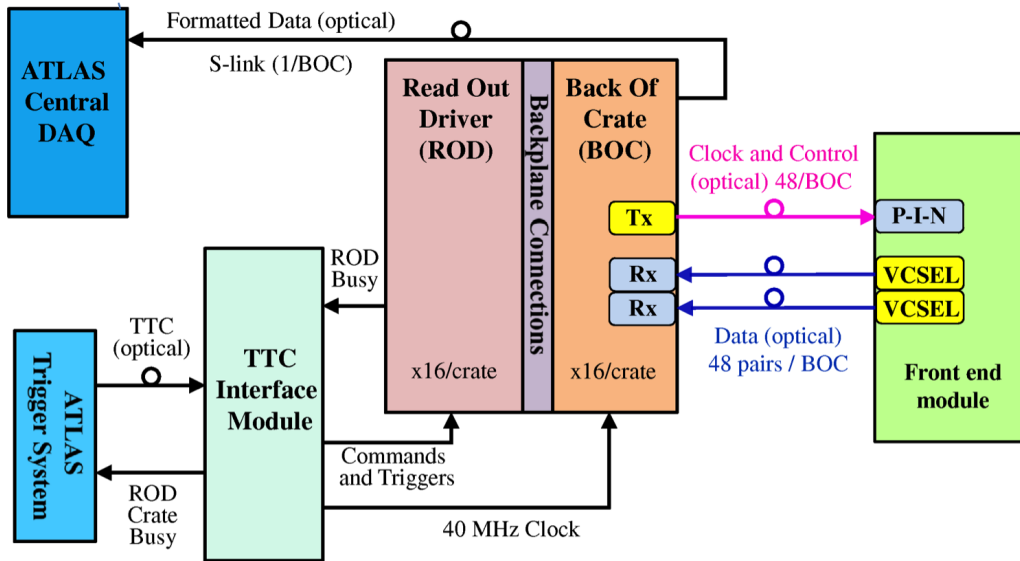 Formatted Data (optical)
S-link (1/BOC)
ATLAS
Central
DAQ
Read Out
Driver
(ROD)
Backplane Connections
Back Of
Crate
(BOC)
Clock and Control
(optical) 48/BOC
Tx
P-I-N
Rx
VCSEL
Rx
VCSEL
Data (optical)
48 pairs / BOC
Front end
module
x16/crate
x16/crate
ROD
Busy
TTC
(optical)
TTC
Interface
Module
ATLAS
Trigger System
ROD
Crate
Busy
Commands
and Triggers
40 MHz Clock